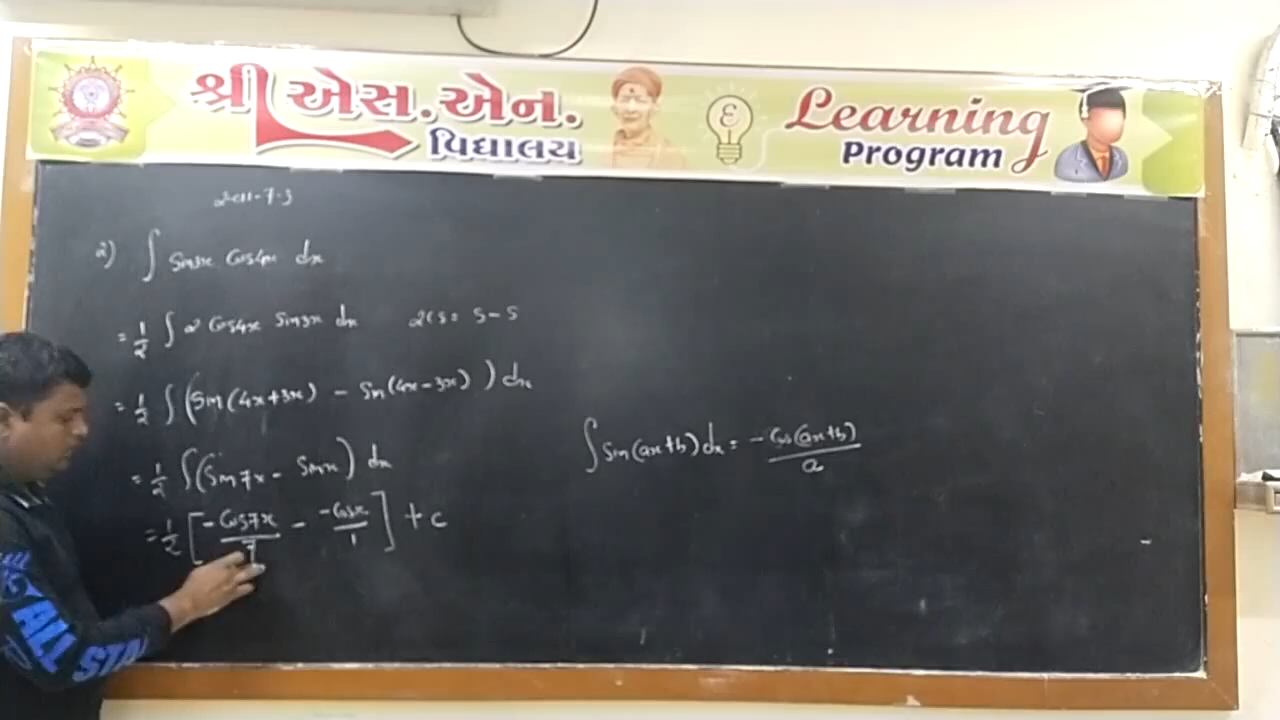 શ્રી એસ.એન.
વિદ્યાલય
Learning
Program
2) ∫ Sin3x Cos4x dx
= 1/2 ∫ 2 Cos4x Sin3x dx 2CS = S - S
= 1/2 ∫ (Sin(4x+3x) - Sin(4x-3x)) dx
= 1/2 ∫ (Sin7x - Sinx) dx
= 1/2 [-Cos7x/7 - -Cosx/1] + c
∫ Sin(ax+b) dx = -Cos(ax+b)/a
ALL STA